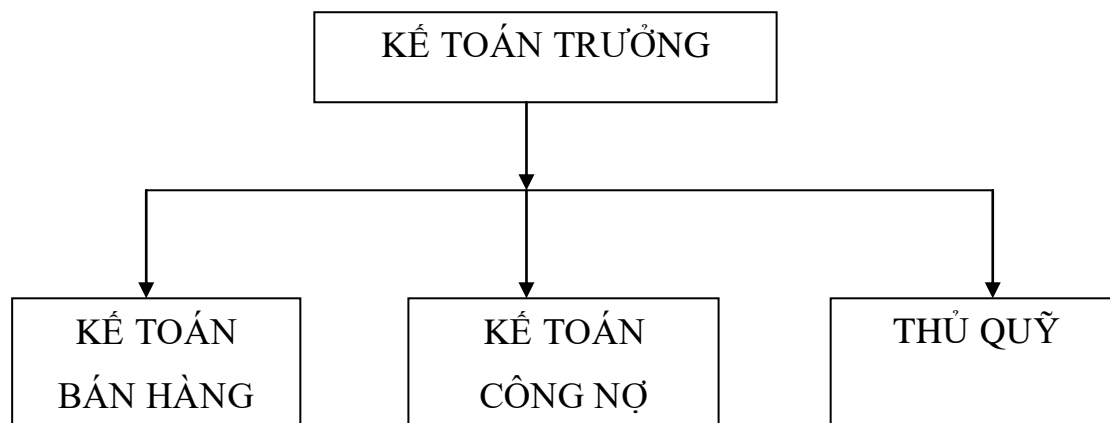 KẾ TOÁN TRƯỞNG
KẾ TOÁN
BÁN HÀNG
KẾ TOÁN
CÔNG NỢ
THỦ QUỸ